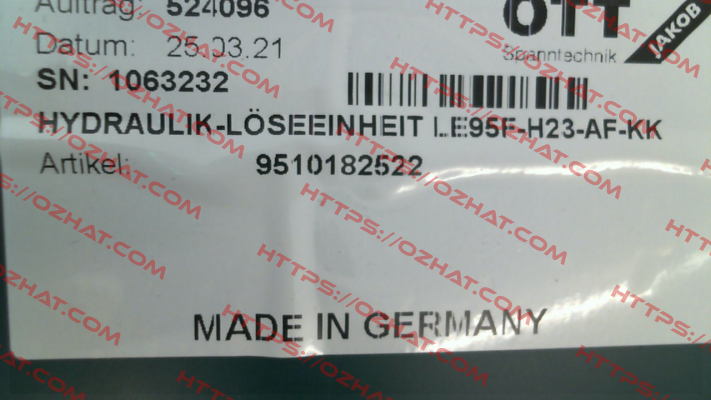 Auftrag: 524096
OTT
JAKOB
Datum: 25.03.21
Spanntechnik
SN: 1063232
HYDRAULIK-LÖSEEINHEIT LE95F-H23-AF-KK
Artikel: 9510182522
MADE IN GERMANY
HTTPS://OZHAT.COM